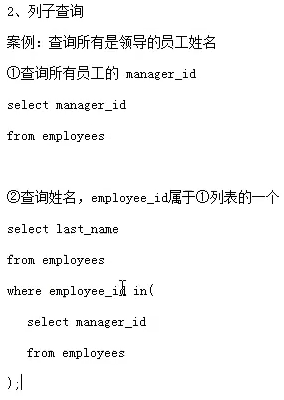 2、列子查询
案例：查询所有是领导的员工姓名
①查询所有员工的 manager_id
select manager_id
from employees
②查询姓名，employee_id属于①列表的一个
select last_name
from employees
where employee_id in(
select manager_id
from employees
);